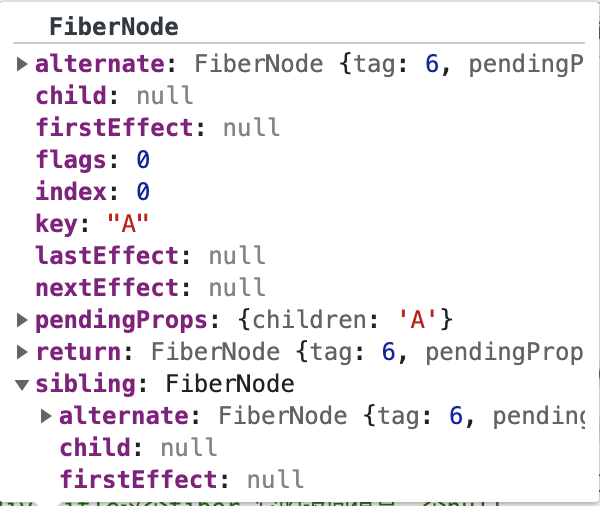 FiberNode
alternate: FiberNode {tag: 6, pendingP
child: null
firstEffect: null
flags: 0
index: 0
key: "A"
lastEffect: null
nextEffect: null
pendingProps: {children: 'A'}
return: FiberNode {tag: 6, pendingProp
sibling: FiberNode
alternate: FiberNode {tag: 6, pending
child: null
firstEffect: null